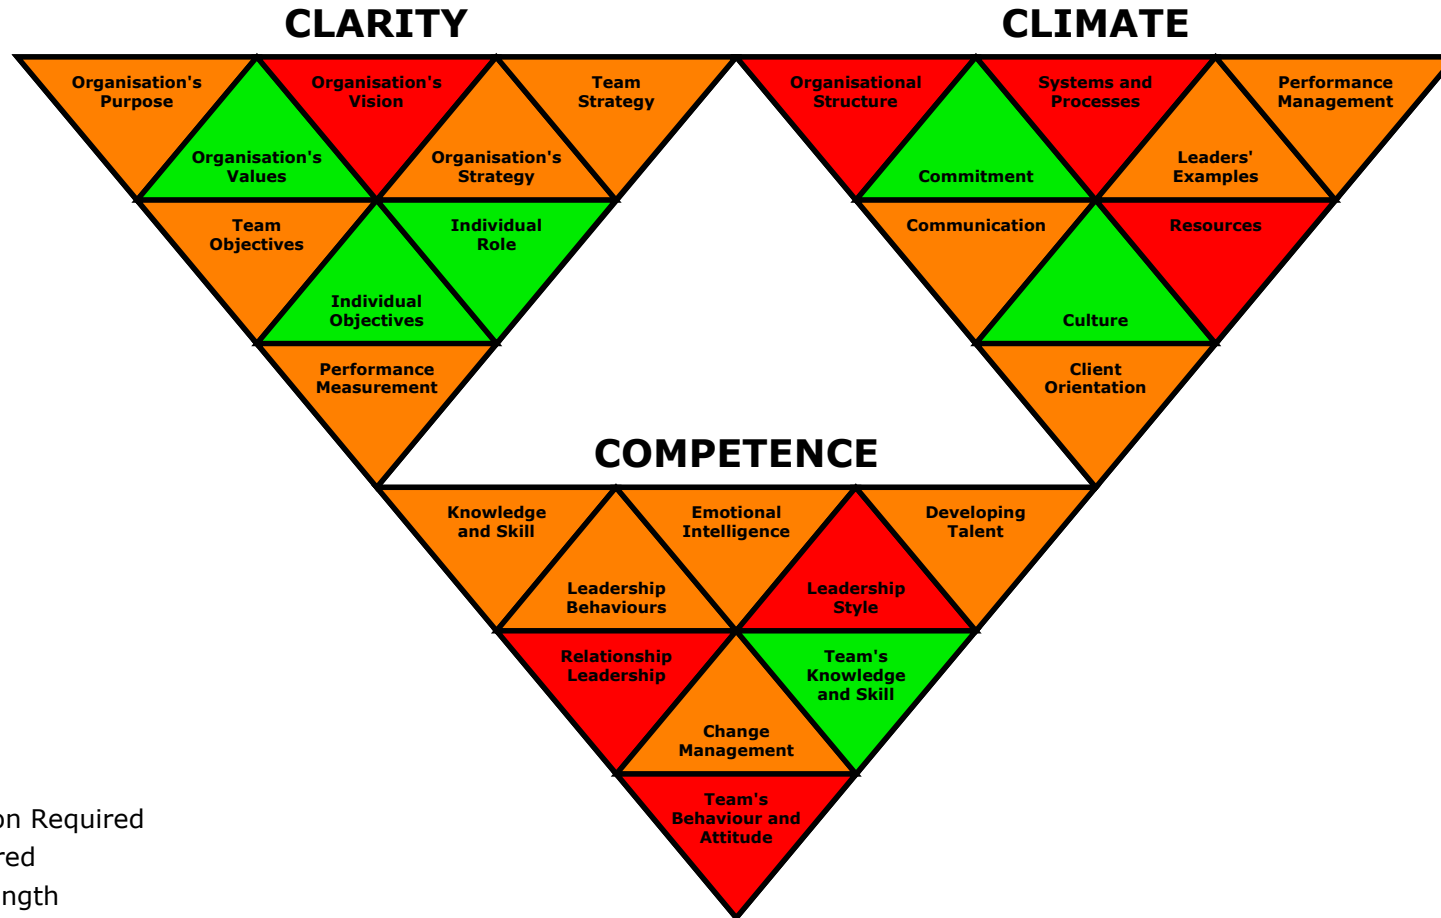 CLARITY
CLIMATE
Organisation's
Purpose
Organisation's
Values
Organisation's
Vision
Organisation's
Strategy
Team
Strategy
Team
Objectives
Individual
Objectives
Individual
Role
Performance
Measurement
Organisational
Structure
Commitment
Systems and
Processes
Leaders'
Examples
Performance
Management
Communication
Culture
Resources
Client
Orientation
COMPETENCE
Knowledge
and Skill
Leadership
Behaviours
Emotional
Intelligence
Leadership
Style
Developing
Talent
Relationship
Leadership
Change
Management
Team's
Knowledge
and Skill
Team's
Behaviour and
Attitude
Required